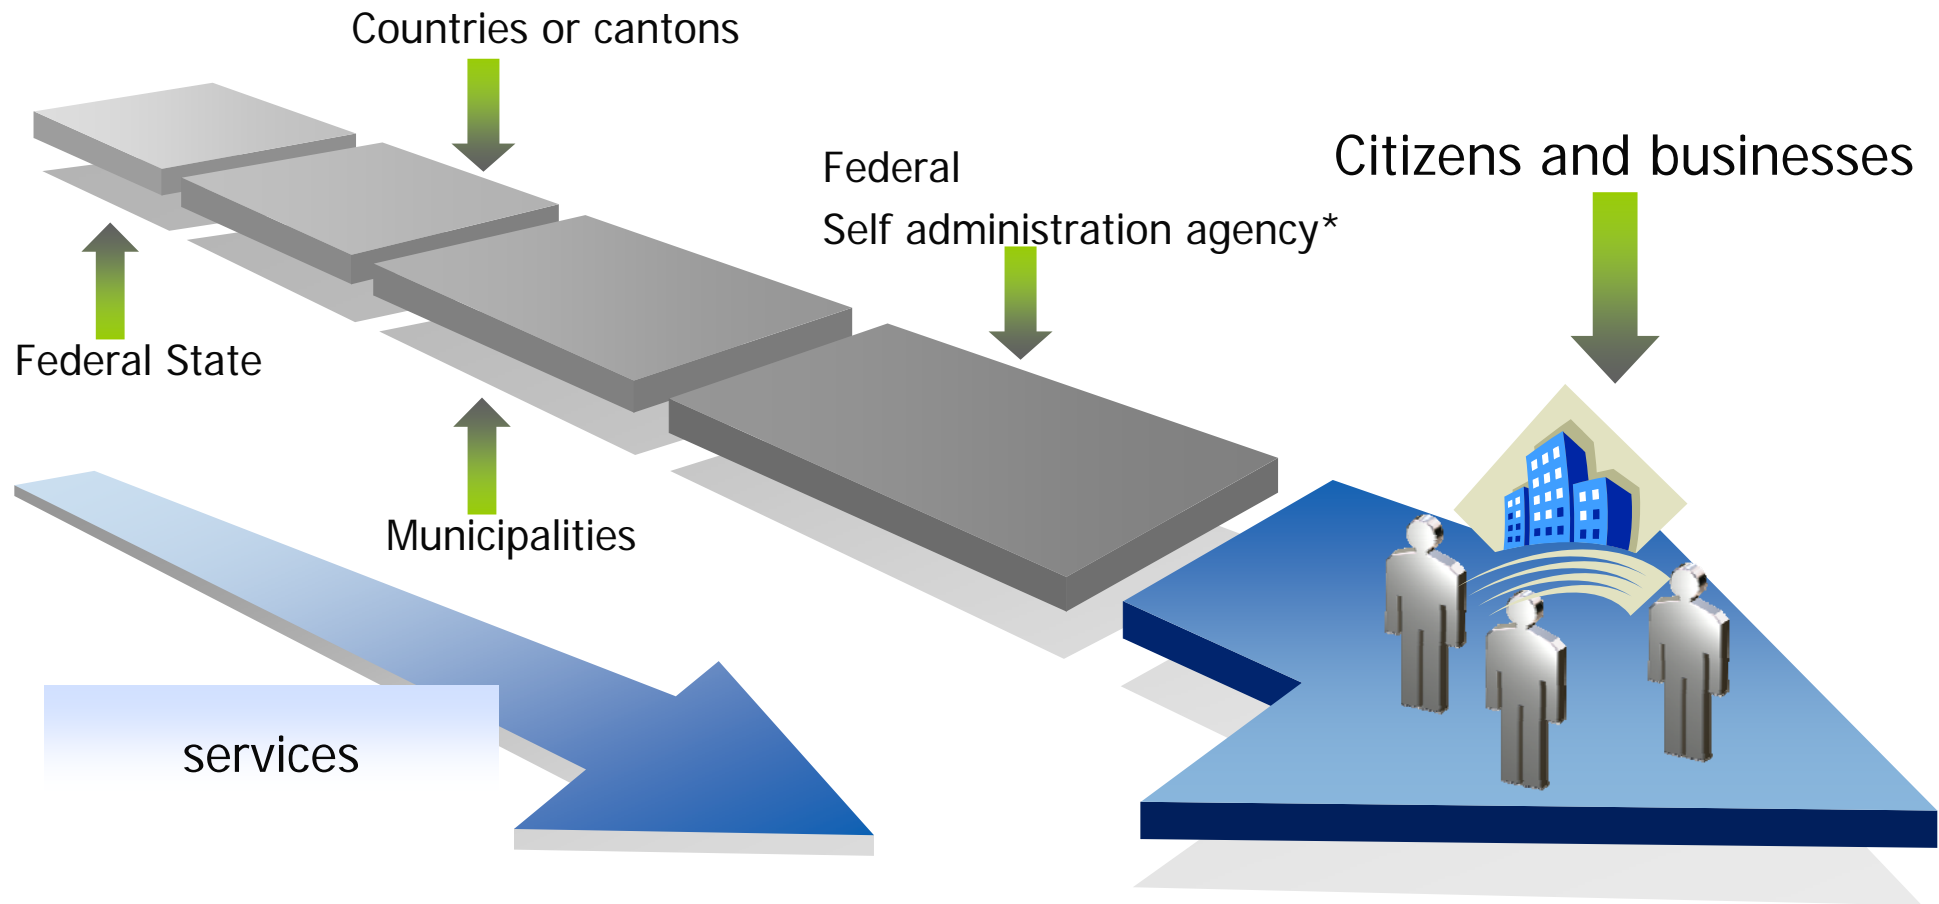 Countries or cantons
Federal
Self administration agency*
Citizens and businesses
Federal State
Municipalities
services